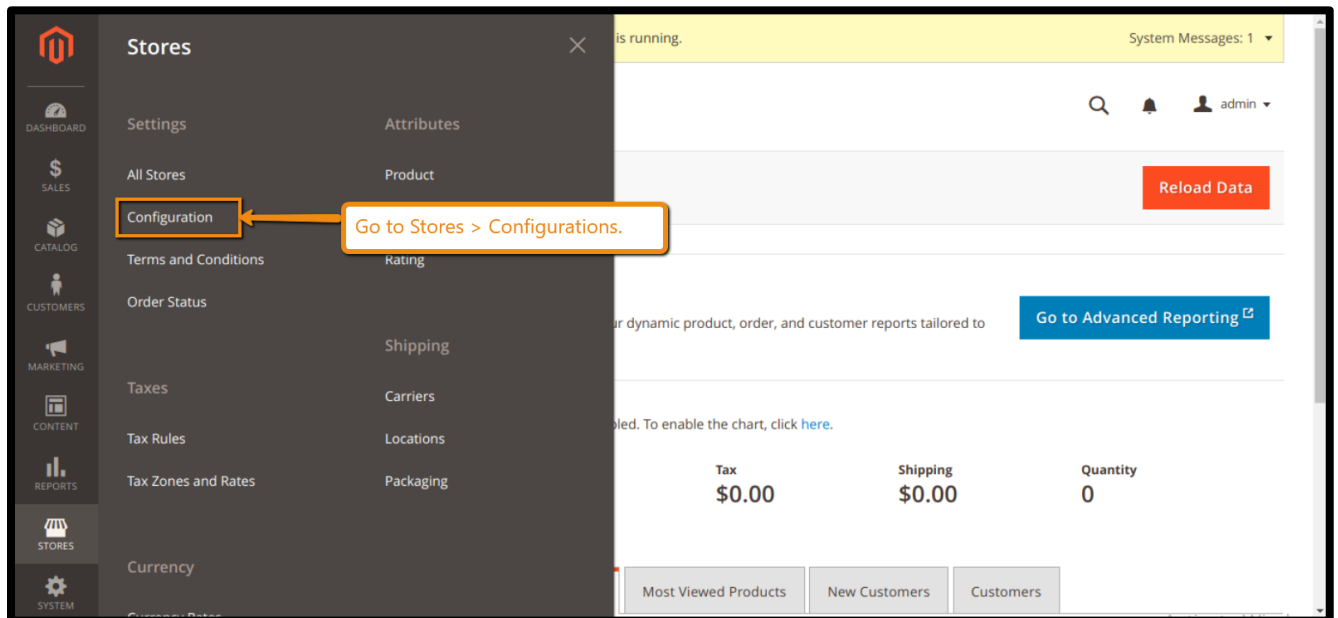 Stores
is running.
System Messages: 1
admin
DASHBOARD
SALES
CATALOG
CUSTOMERS
MARKETING
CONTENT
REPORTS
STORES
SYSTEM
Settings
All Stores
Configuration
Terms and Conditions
Order Status
Taxes
Tax Rules
Tax Zones and Rates
Currency
Currency Rates
Attributes
Product
Go to Stores > Configurations.
Rating
Shipping
Carriers
Locations
Packaging
Reload Data
dynamic product, order, and customer reports tailored to
Go to Advanced Reporting
To enable the chart, click here.
Tax
$0.00
Shipping
$0.00
Quantity
0
Most Viewed Products
New Customers
Customers